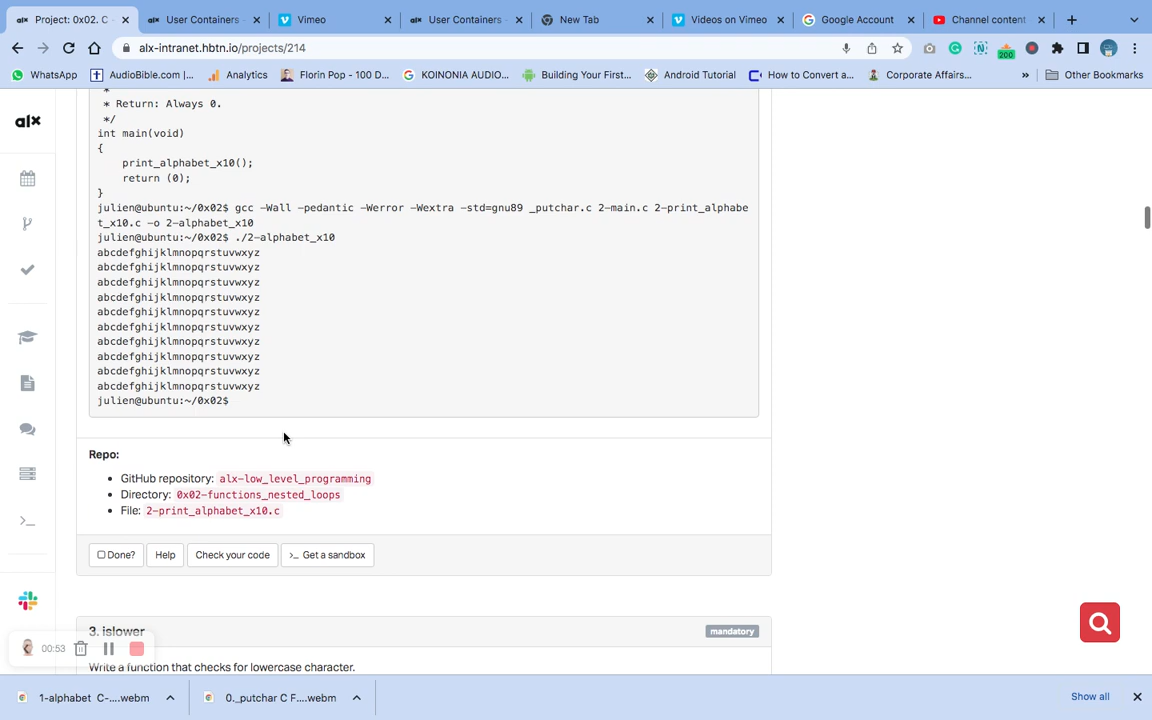 Project: 0x02. C
User Containers
Vimeo
User Containers
New Tab
Videos on Vimeo
Google Account
Channel content
alx-intranet.hbtn.io/projects/214
200
WhatsApp
AudioBible.com |...
Analytics
Florin Pop - 100 D...
KOINONIA AUDIO...
Building Your First...
Android Tutorial
How to Convert a...
Corporate Affairs...
»
Other Bookmarks
alx
*
* Return: Always 0.
*/
int main(void)
{
print_alphabet_x10();
return (0);
}
julien@ubuntu:~/0x02$ gcc -Wall -pedantic -Werror -Wextra -std=gnu89 _putchar.c 2-main.c 2-print_alphabe
t_x10.c -o 2-alphabet_x10
julien@ubuntu:~/0x02$ ./2-alphabet_x10
abcdefghijklmnopqrstuvwxyz
abcdefghijklmnopqrstuvwxyz
abcdefghijklmnopqrstuvwxyz
abcdefghijklmnopqrstuvwxyz
abcdefghijklmnopqrstuvwxyz
abcdefghijklmnopqrstuvwxyz
abcdefghijklmnopqrstuvwxyz
abcdefghijklmnopqrstuvwxyz
abcdefghijklmnopqrstuvwxyz
abcdefghijklmnopqrstuvwxyz
julien@ubuntu:~/0x02$
Repo:
• GitHub repository: alx-low_level_programming
• Directory: 0x02-functions_nested_loops
• File: 2-print_alphabet_x10.c
Done?
Help
Check your code
>_ Get a sandbox
3. islower
mandatory
00:53
Write a function that checks for lowercase character.
1-alphabet C-....webm
0._putchar C F....webm
Show all